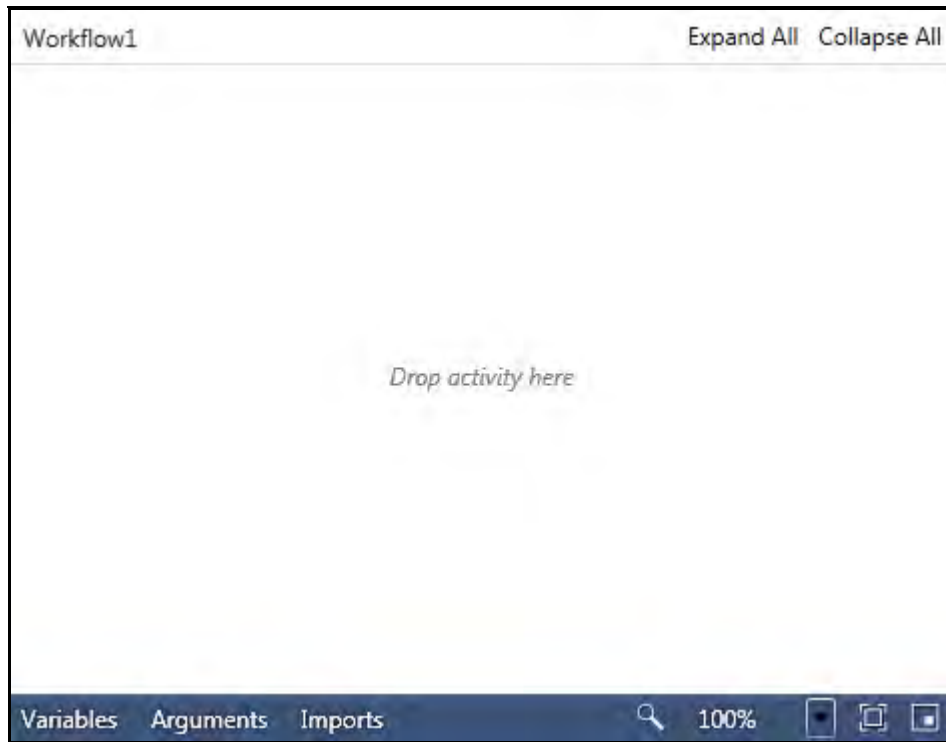 Workflow1 Expand All Collapse All
Drop activity here
Variables Arguments Imports 100%